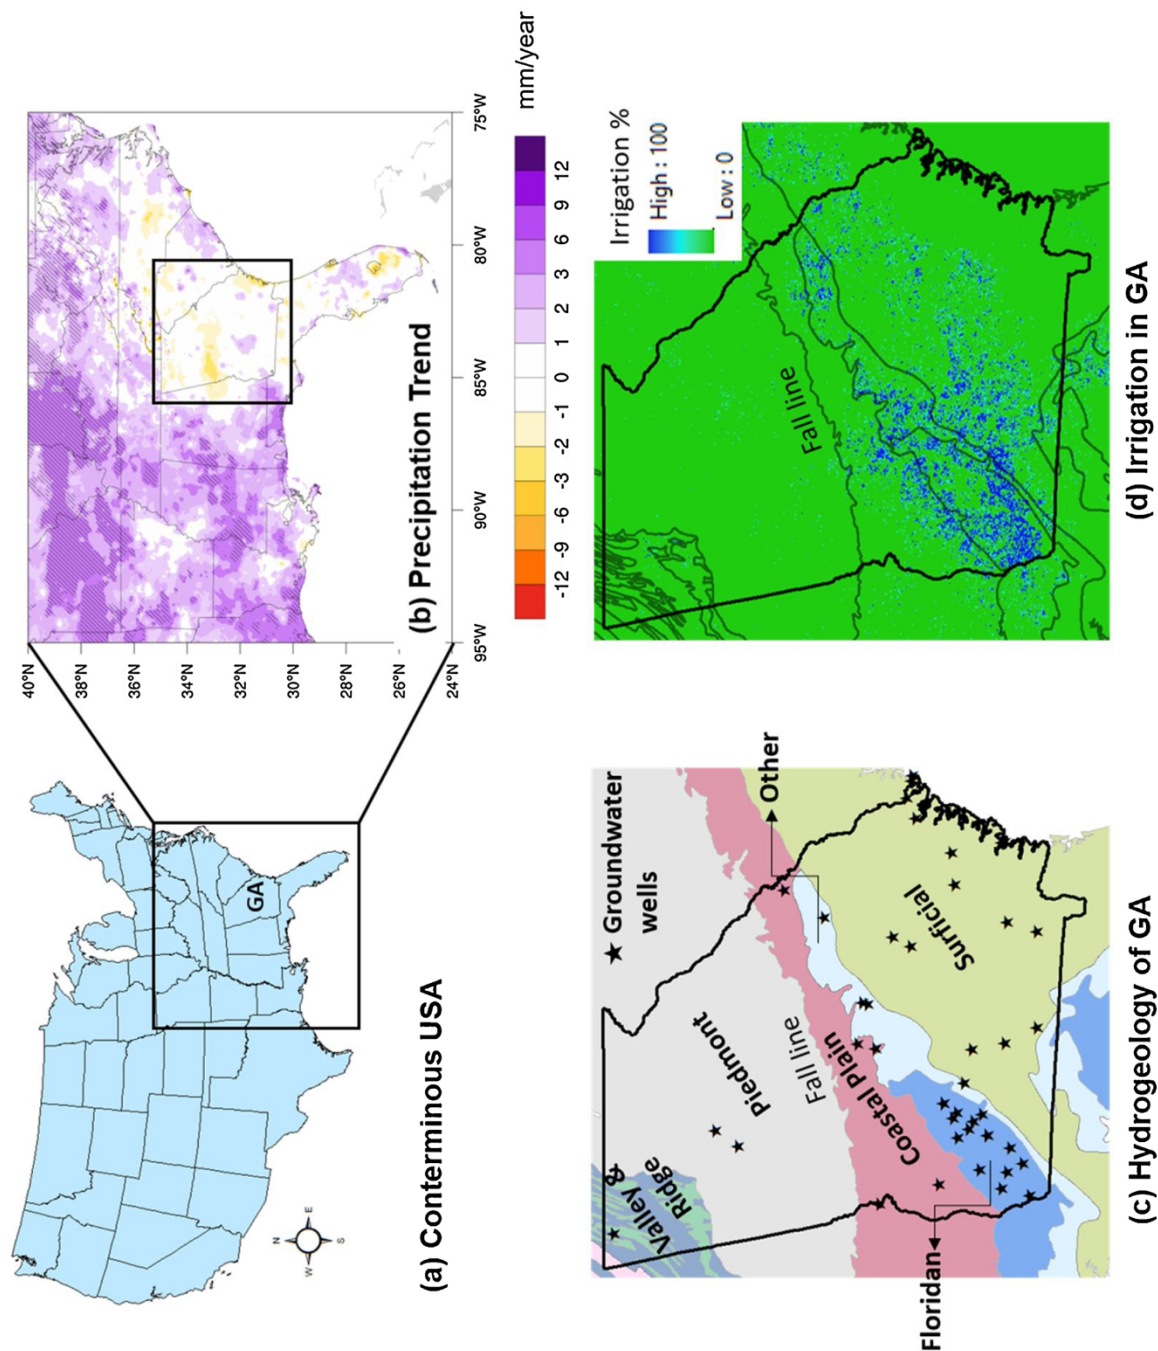 GA
N
W
E
S
(a) Conterminous USA
40°N
38°N
36°N
34°N
32°N
30°N
28°N
26°N
24°N
95°W
90°W
85°W
80°W
75°W
(b) Precipitation Trend
-12
-9
-6
-3
-2
-1
0
1
2
3
6
9
12
mm/year
Valley &
Ridge
Piedmont
Fall line
Coastal Plain
Surficial
Floridan
Other
Groundwater
wells
(c) Hydrogeology of GA
Fall line
Irrigation %
High : 100
Low : 0
(d) Irrigation in GA